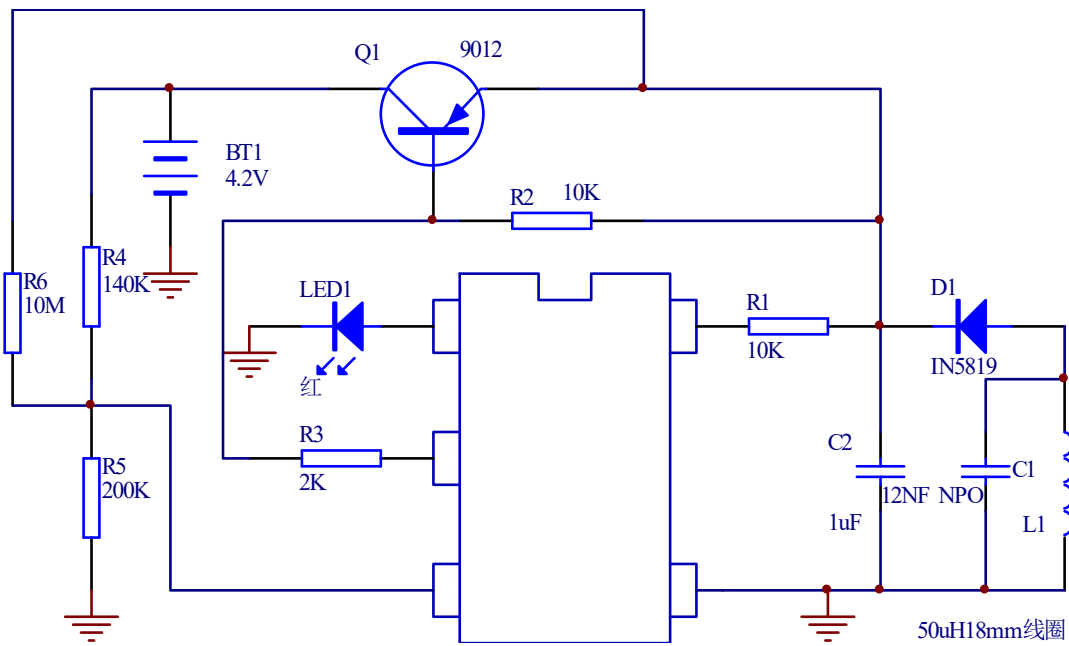 Q1
9012
BT1
4.2V
R2
10K
R6
10M
R4
140K
LED1
红
R1
10K
D1
IN5819
R3
2K
R5
200K
C2
1uF
12NF
NPO
C1
L1
50uH18mm线圈